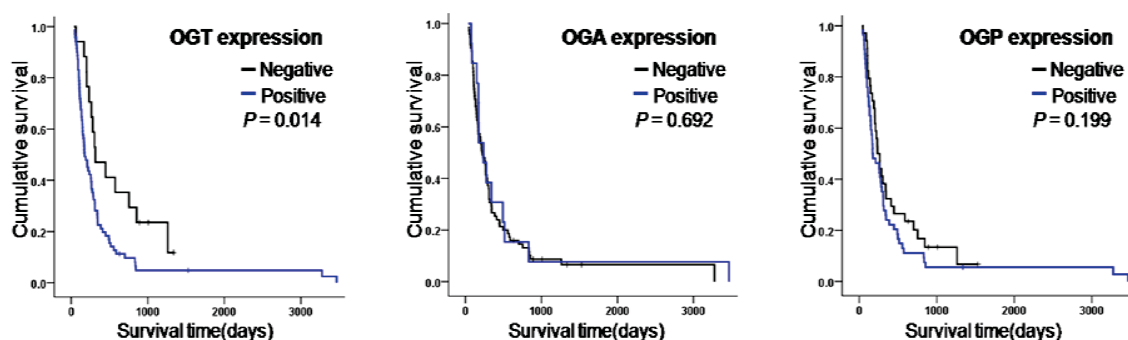 OGT expression
Negative
Positive
P = 0.014
Cumulative survival
1.0
0.8
0.6
0.4
0.2
0.0
0
1000
2000
3000
Survival time(days)
OGA expression
Negative
Positive
P = 0.692
Cumulative survival
1.0
0.8
0.6
0.4
0.2
0.0
0
1000
2000
3000
Survival time(days)
OGP expression
Negative
Positive
P = 0.199
Cumulative survival
1.0
0.8
0.6
0.4
0.2
0.0
0
1000
2000
3000
Survival time(days)